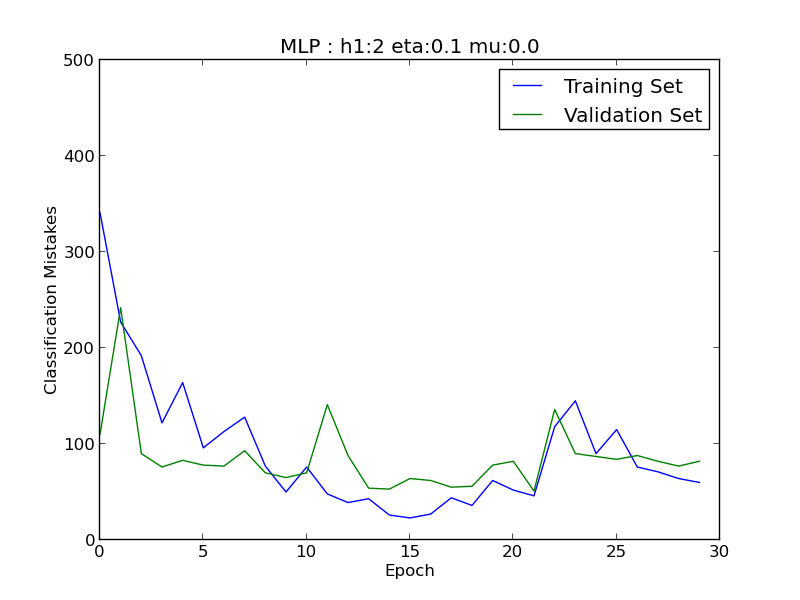 MLP : h1:2 eta:0.1 mu:0.0
Training Set
Validation Set
500
400
300
200
100
0
Classification Mistakes
0 5 10 15 20 25 30
Epoch